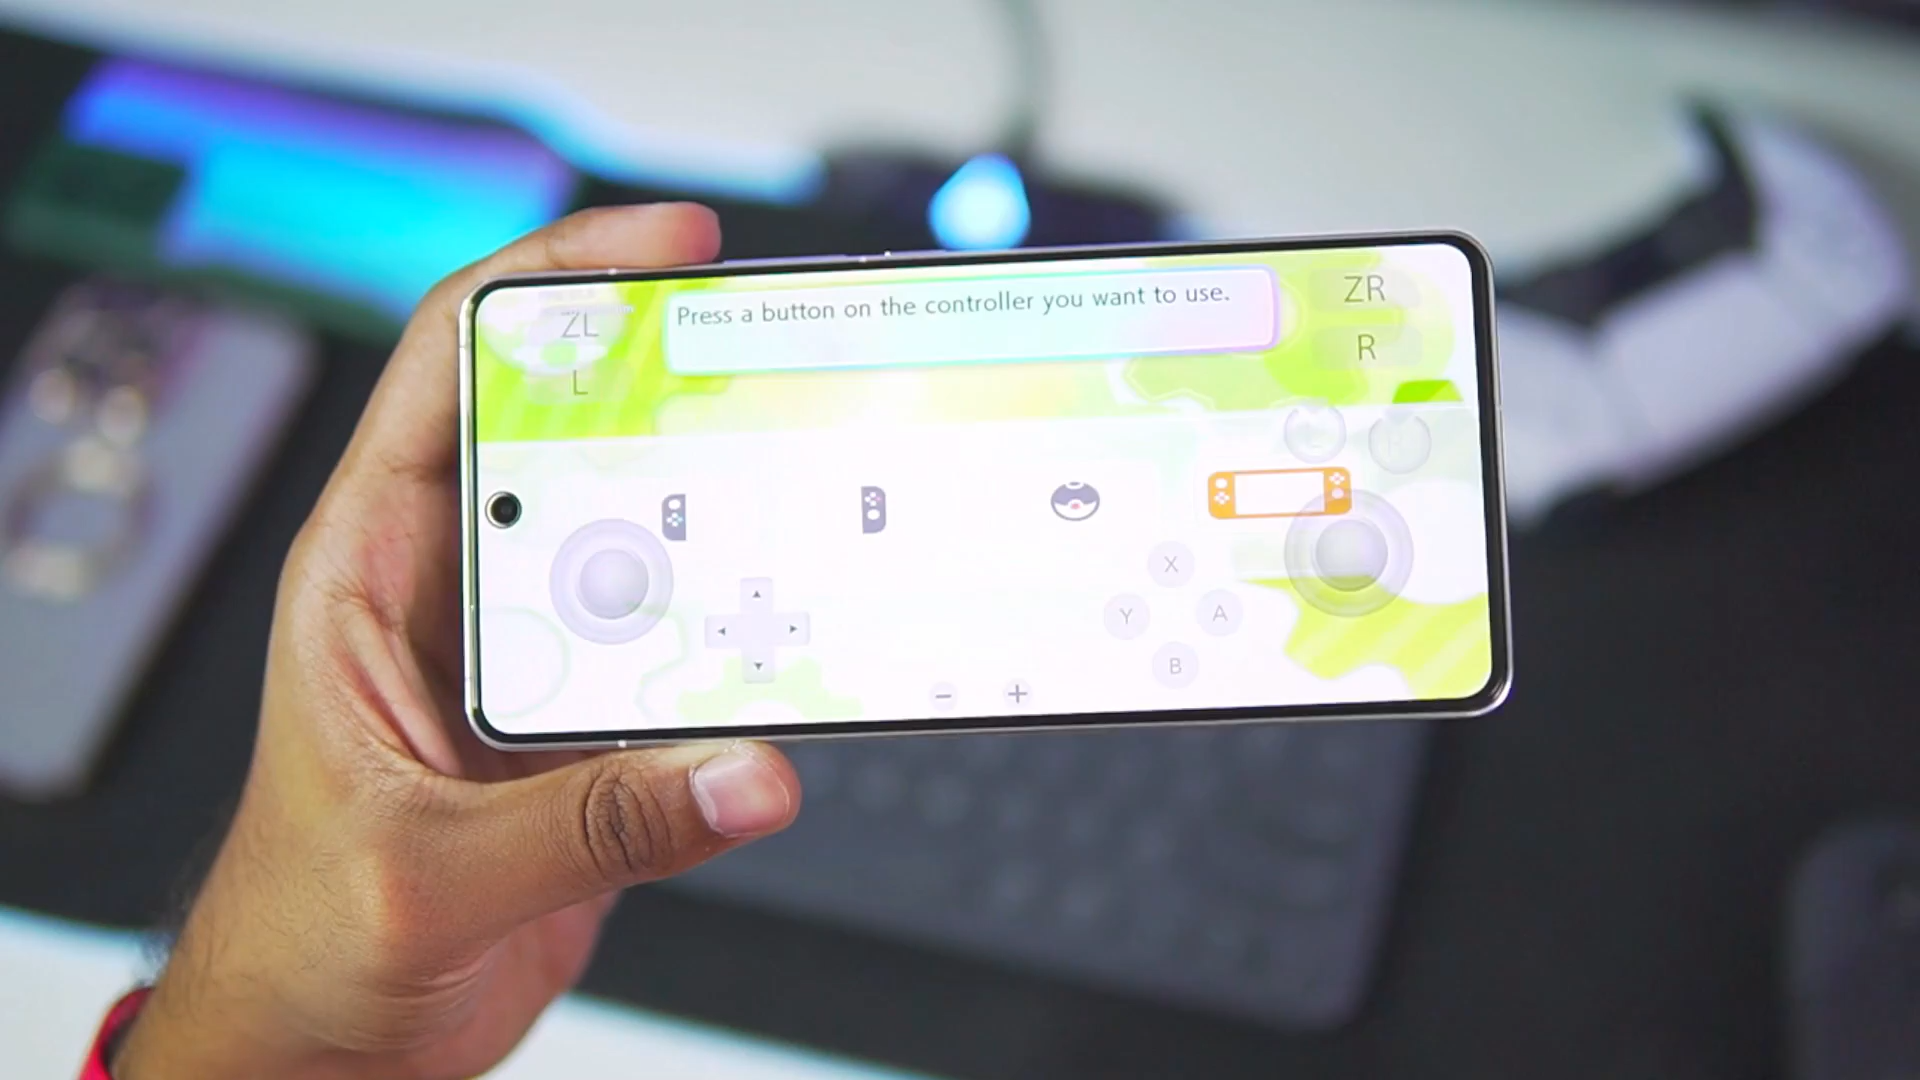 Press a button on the controller you want to use.
ZL
ZR
L
R
X
Y
A
B
− +